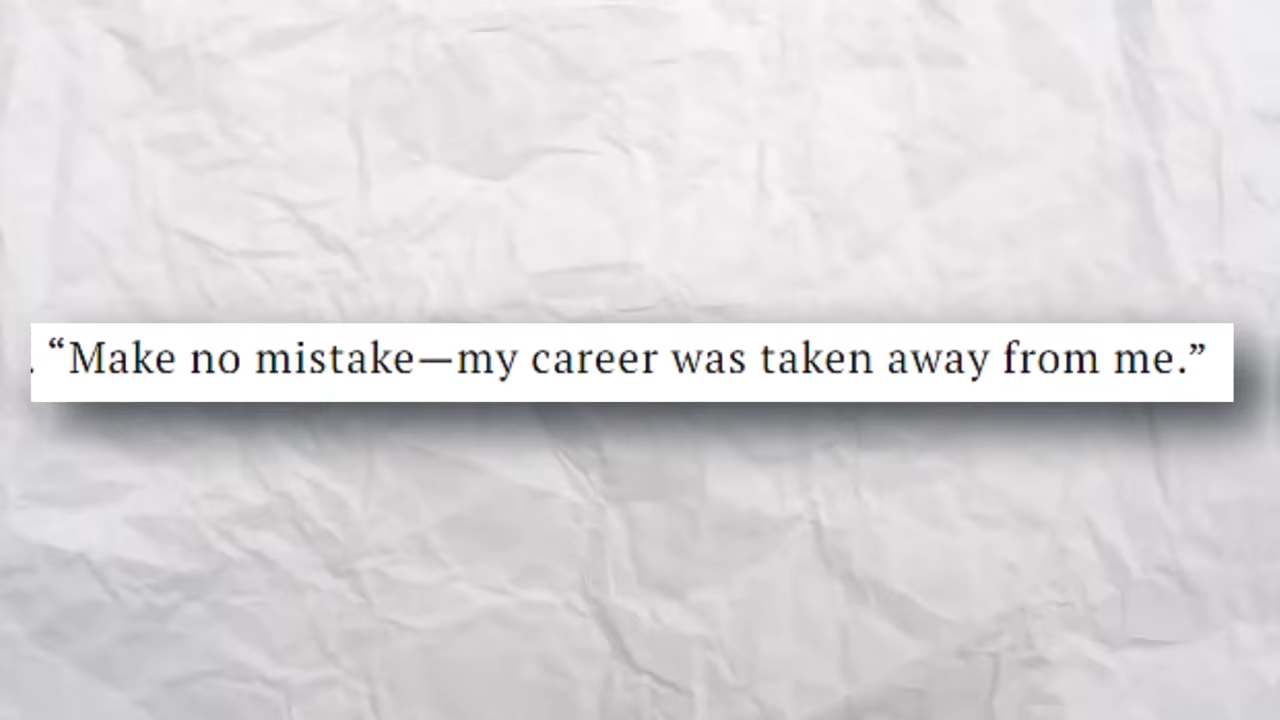 . “Make no mistake—my career was taken away from me.”